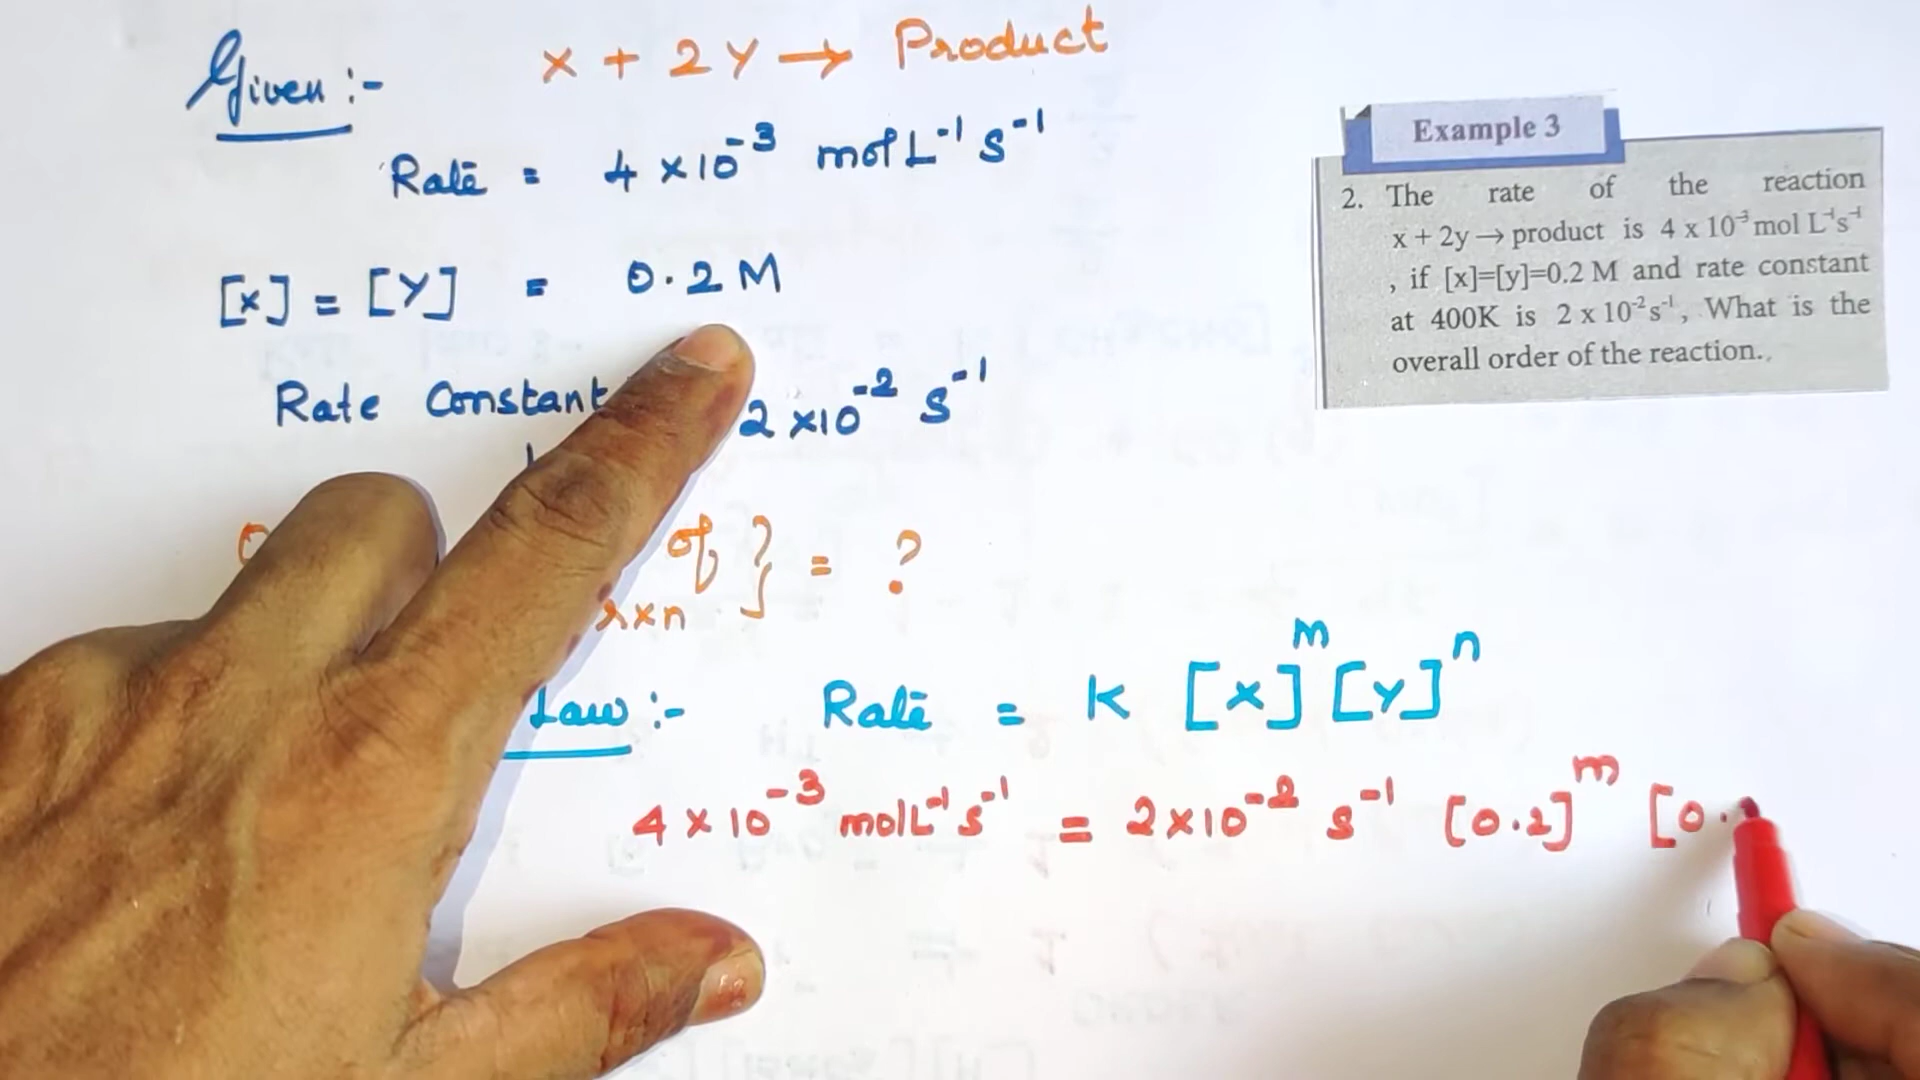 Given :- x + 2y → Product
Rate = 4 × 10⁻³ mol L⁻¹ S⁻¹
[x] = [y] = 0.2 M
Rate Constant 2 ×10⁻² S⁻¹
of } = ?
rxn
Law :- Rate = K [x]ᵐ [y]ⁿ
4 × 10⁻³ mol L⁻¹ s⁻¹ = 2×10⁻² s⁻¹ [0.2]ᵐ [0.
Example 3
2. The rate of the reaction
x + 2y → product is 4 x 10⁻³ mol L⁻¹s⁻¹
, if [x]=[y]=0.2 M and rate constant
at 400K is 2 x 10⁻²s⁻¹, What is the
overall order of the reaction..